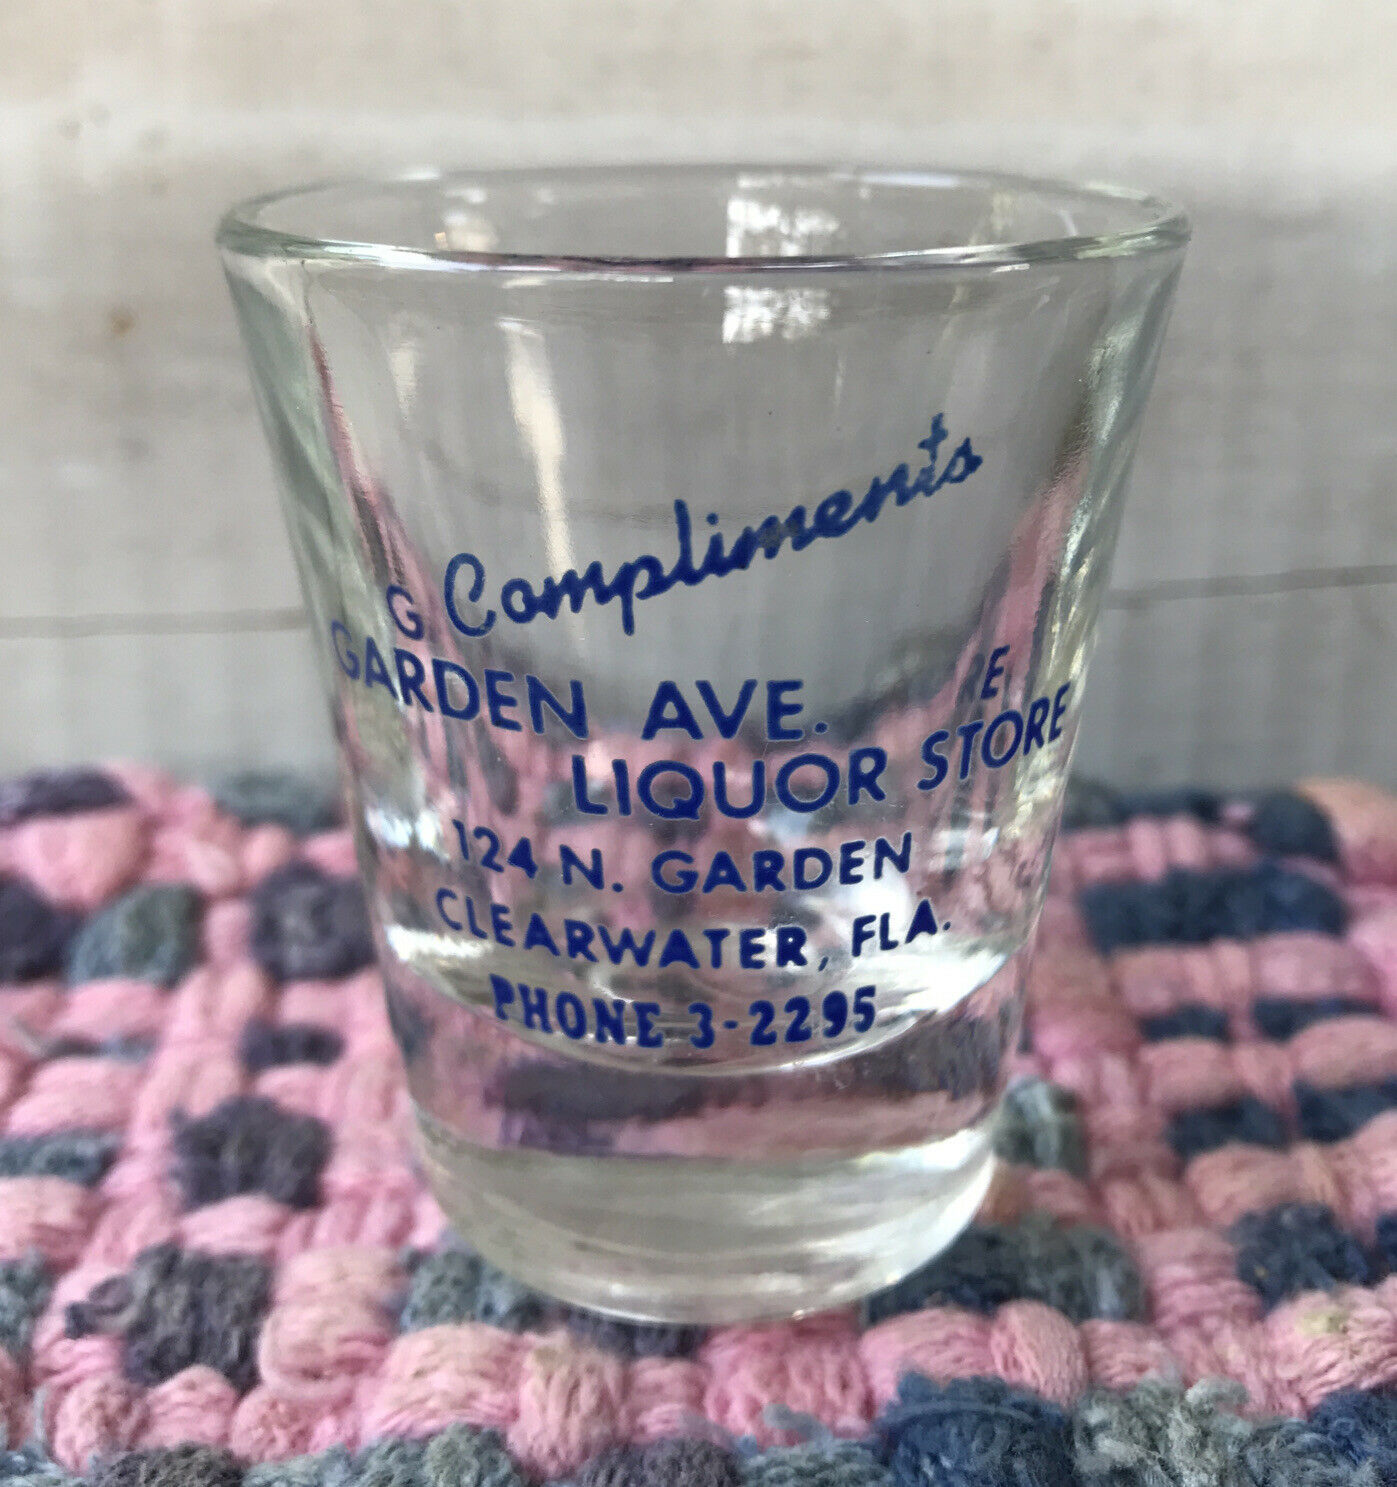 Compliments
GARDEN AVE.
LIQUOR STORE
124 N. GARDEN
CLEARWATER, FLA.
PHONE 3-2295